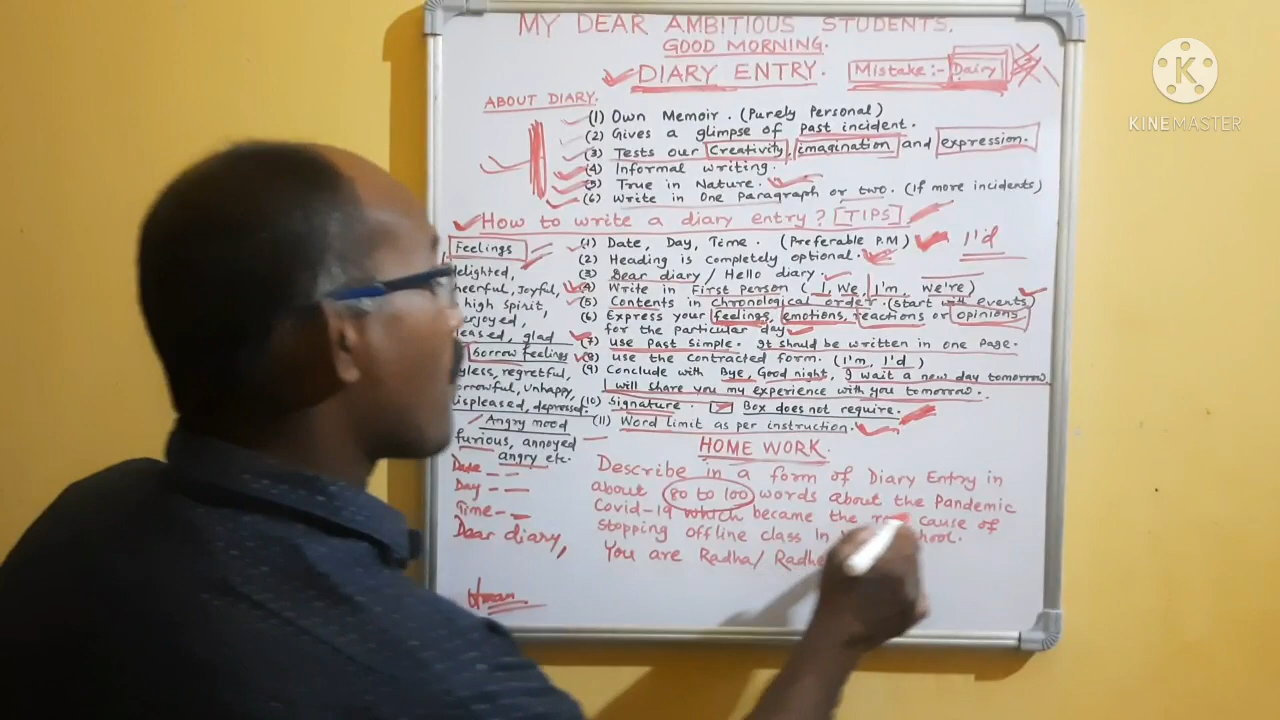 MY DEAR AMBITIOUS STUDENTS.
GOOD MORNING.
DIARY ENTRY.
Mistake:- Dairy
ABOUT DIARY.
(1) Own Memoir. (Purely Personal)
(2) Gives a glimpse of past incident.
(3) Tests our Creativity, imagination and expression.
(4) Informal writing.
(5) True in Nature.
(6) Write in One Paragraph or two. (If more incidents)
How to write a diary entry? [TIPS]
(1) Date, Day, Time. (Preferable P.M) I'd
(2) Heading is completely optional.
(3) Dear diary / Hello diary.
(4) Write in First Person (I, We, I'm, we're)
(5) Contents in chronological order. (start with events)
(6) Express your feelings, emotions, reactions or opinions
for the particular day
(7) use Past Simple. It should be written in one page.
(8) use the contracted form. (I'm, I'd)
(9) Conclude with Bye, Good night, I wait a new day tomorrow,
I will share you my experience with you tomorrow.
(10) Signature. Box does not require.
(11) Word limit as per instruction.
Feelings
delighted,
cheerful, Joyful,
high spirit,
enjoyed,
pleased, glad
Sorrow feelings
regretful,
sorrowful, Unhappy,
displeased, depressed.
Angry mood
furious, annoyed
angry etc.
Date --
Day --
Time --
Dear diary,
HOME WORK.
Describe in a form of Diary Entry in
about 80 to 100 words about the Pandemic
Covid-19 which became the cause of
stopping offline class in
You are Radha/
KINEMASTER